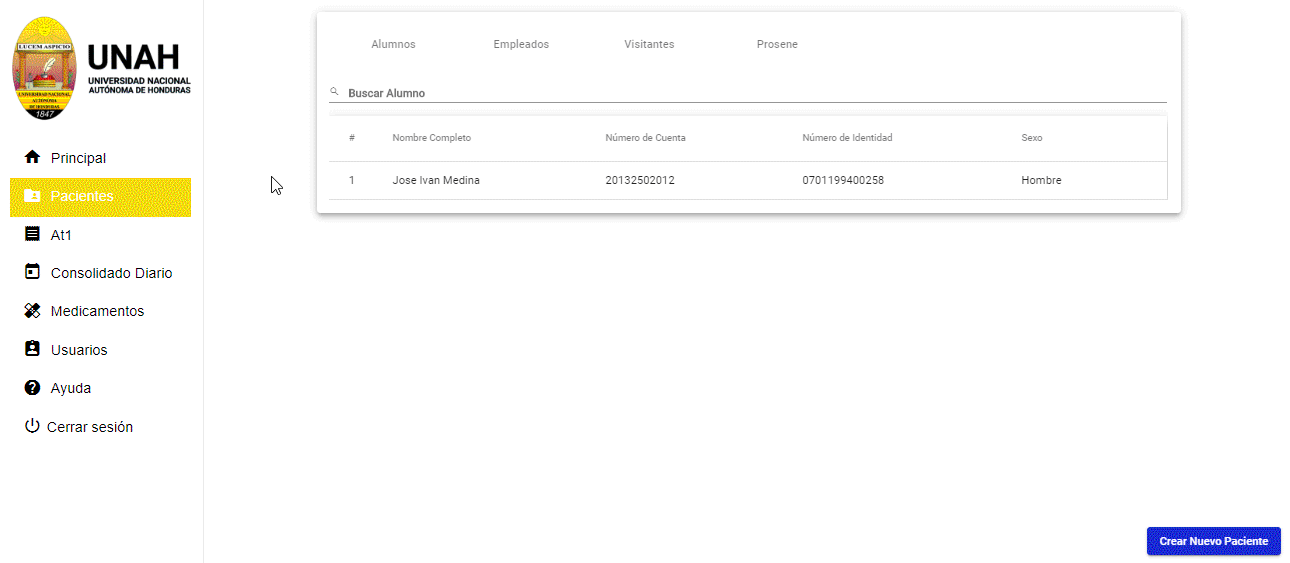 LUCEM ASPICIO
UNIVERSIDAD NACIONAL
AUTÓNOMA
DE HONDURAS
1847
UNAH
UNIVERSIDAD NACIONAL
AUTÓNOMA DE HONDURAS
Principal
Pacientes
At1
Consolidado Diario
Medicamentos
Usuarios
Ayuda
Cerrar sesión
Alumnos Empleados Visitantes Prosene
Buscar Alumno
# Nombre Completo Número de Cuenta Número de Identidad Sexo
1 Jose Ivan Medina 20132502012 0701199400258 Hombre
Crear Nuevo Paciente